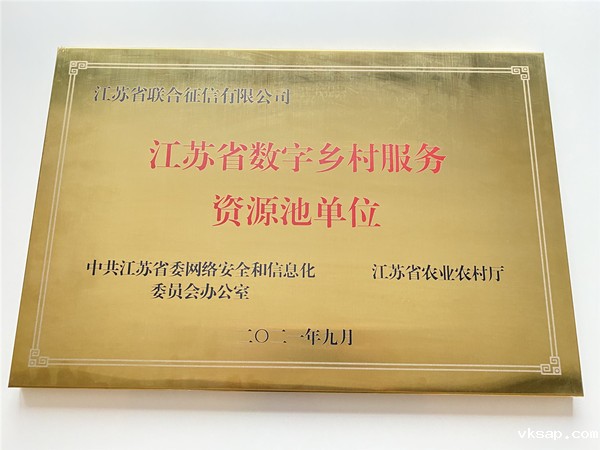 江苏省联合征信有限公司
江苏省数字乡村服务
资源池单位
中共江苏省委网络安全和信息化
委员会办公室
江苏省农业农村厅
二〇二一年九月
vksap.com